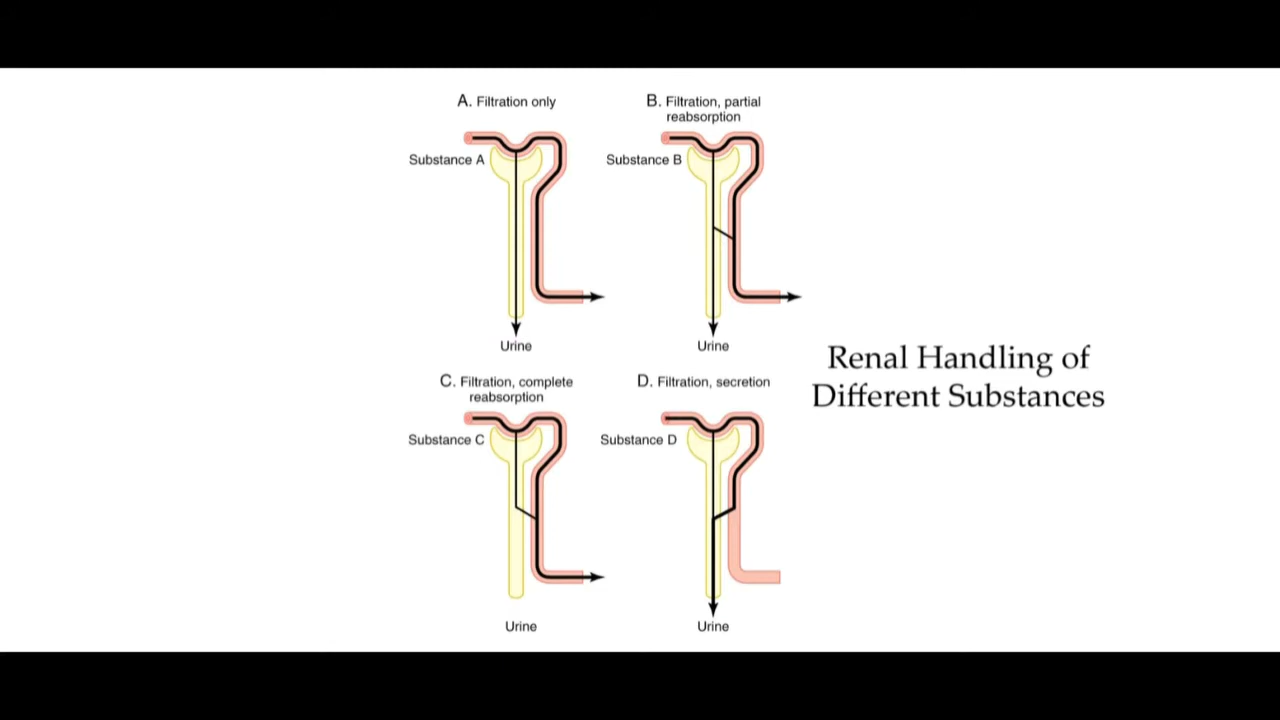 A. Filtration only
Substance A
Urine
B. Filtration, partial
reabsorption
Substance B
Urine
C. Filtration, complete
reabsorption
Substance C
Urine
D. Filtration, secretion
Substance D
Urine
Renal Handling of
Different Substances